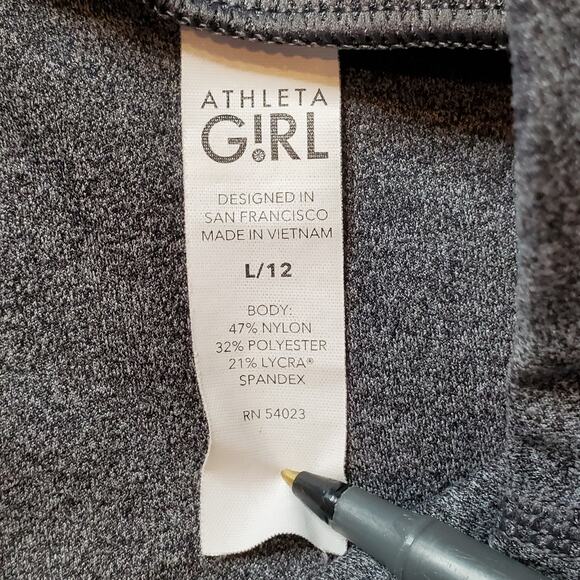 ATHLETA
G!RL
DESIGNED IN
SAN FRANCISCO
MADE IN VIETNAM
L/12
BODY:
47% NYLON
32% POLYESTER
21% LYCRA®
SPANDEX
RN 54023